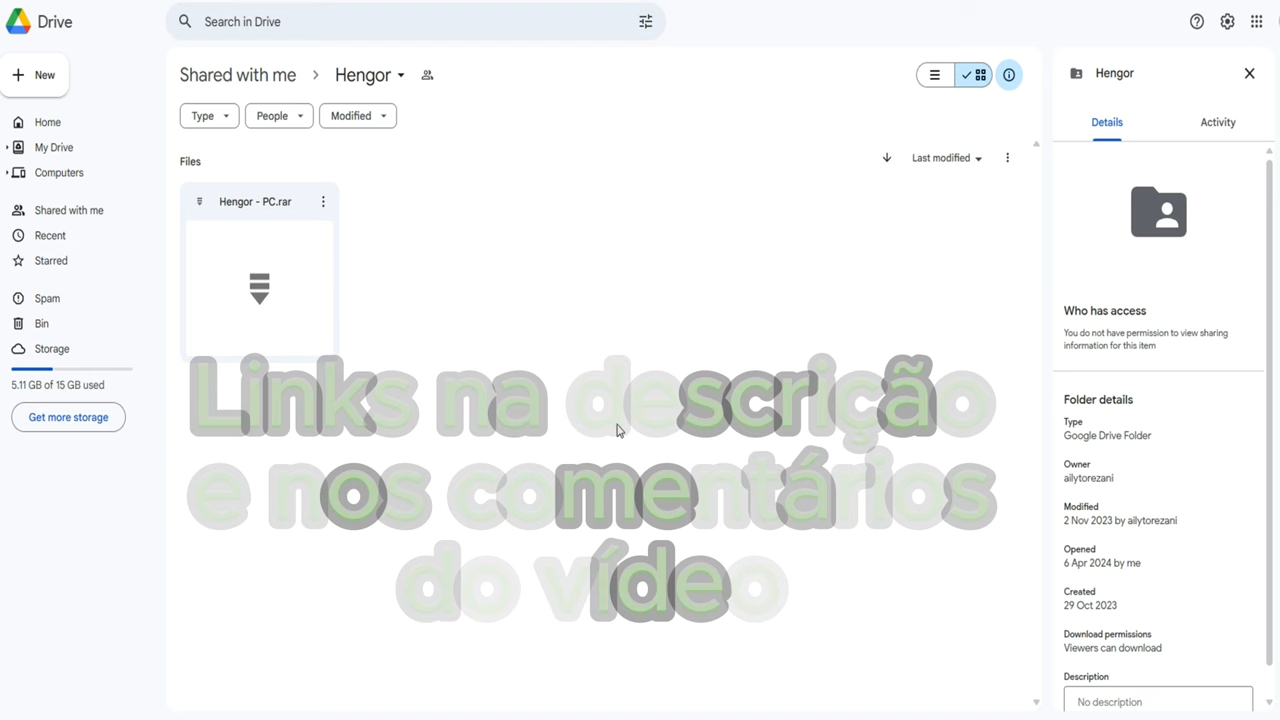 Drive
Search in Drive
New
Shared with me
Hengor
Hengor
Type
People
Modified
Details
Activity
Home
My Drive
Computers
Files
Last modified
Shared with me
Recent
Starred
Hengor - PC.rar
Spam
Bin
Storage
5.11 GB of 15 GB used
Get more storage
Links na descrição
e nos comentários
do vídeo
Who has access
You do not have permission to view sharing
information for this item
Folder details
Type
Google Drive Folder
Owner
ailytorezani
Modified
2 Nov 2023 by ailytorezani
Opened
6 Apr 2024 by me
Created
29 Oct 2023
Download permissions
Viewers can download
Description
No description